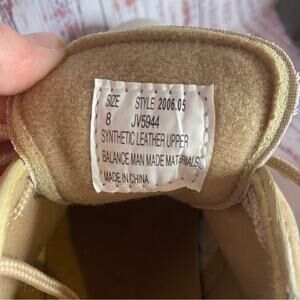 SIZE STYLE 2006.05
8 JV5944
SYNTHETIC LEATHER UPPER
BALANCE MAN MADE MATERIALS
MADE IN CHINA